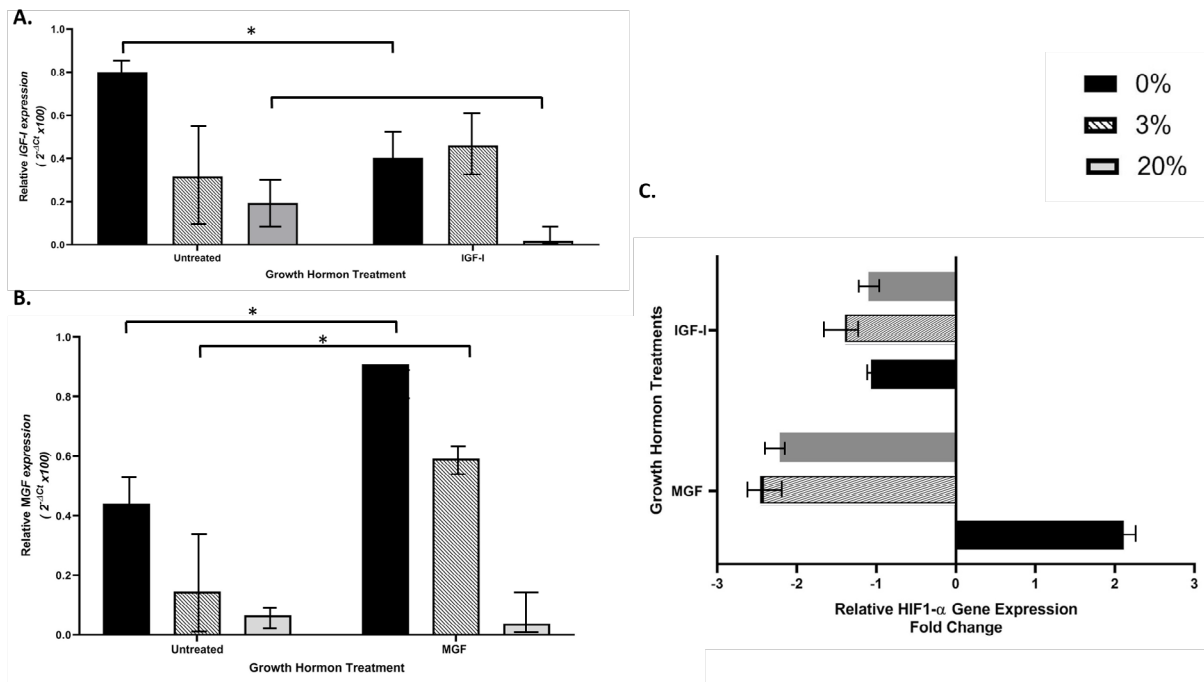 A.
Relative IGF-I expression
( 2^-ΔCt x100)
1.0
0.8
0.6
0.4
0.2
0.0
*
Untreated
IGF-I
Growth Hormon Treatment
B.
Relative MGF expression
( 2^-ΔCt x100)
1.0
0.8
0.6
0.4
0.2
0.0
*
*
Untreated
MGF
Growth Hormon Treatment
0%
3%
20%
C.
Growth Hormon Treatments
IGF-I
MGF
-3
-2
-1
0
1
2
3
Relative HIF1-α Gene Expression
Fold Change